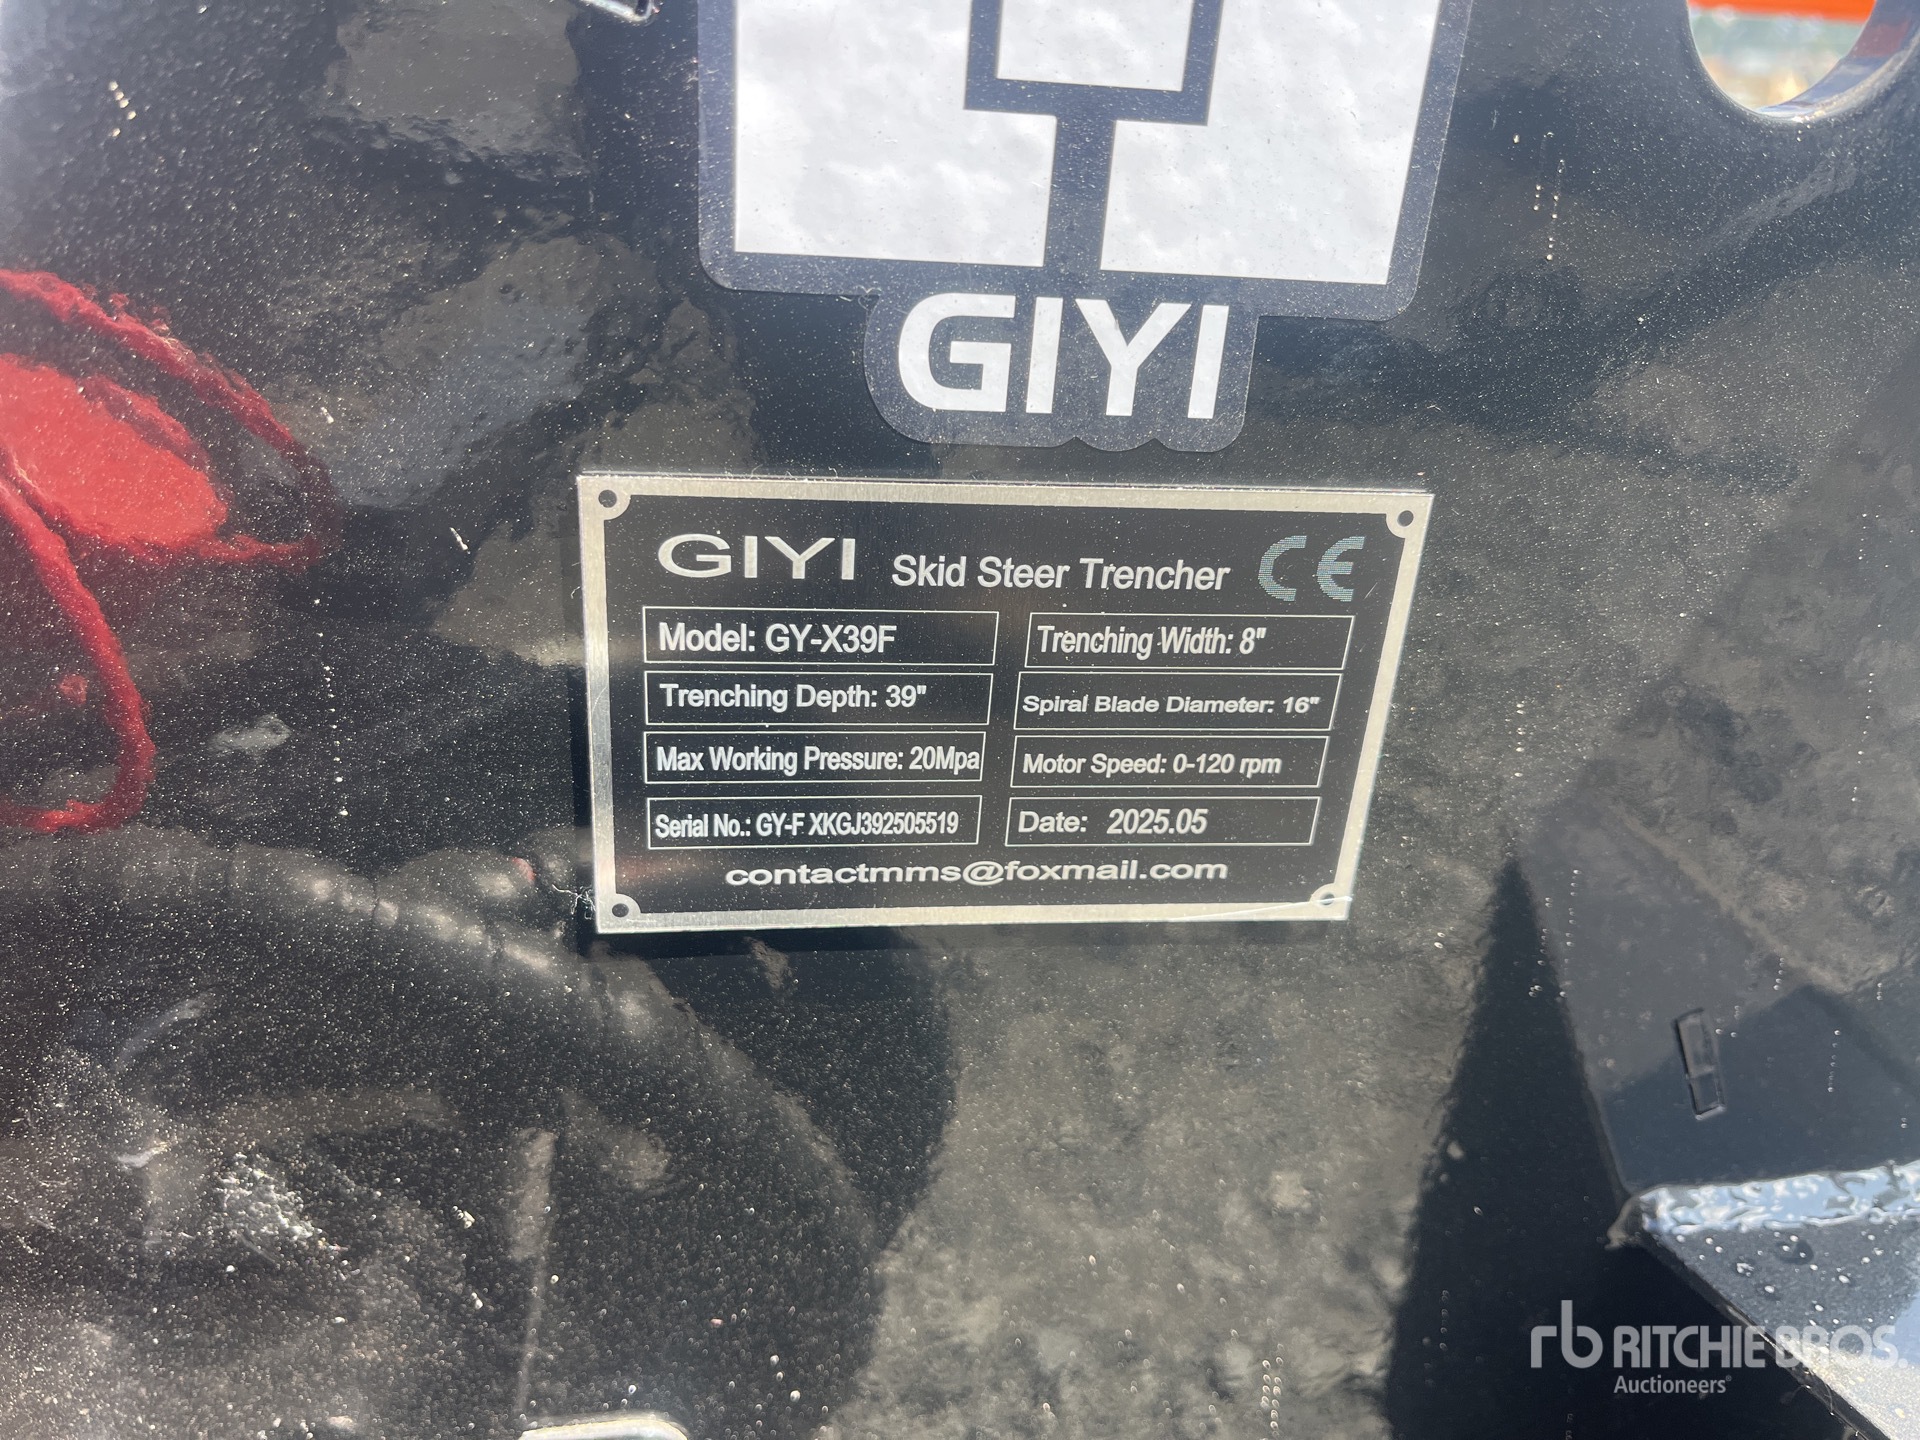 GIYI
GIYI Skid Steer Trencher CE
Model: GY-X39F
Trenching Width: 8"
Trenching Depth: 39"
Spiral Blade Diameter: 16"
Max Working Pressure: 20Mpa
Motor Speed: 0-120 rpm
Serial No.: GY-F XKGJ392505519
Date: 2025.05
contactmms@foxmail.com
rb RITCHIE BROS.
Auctioneers